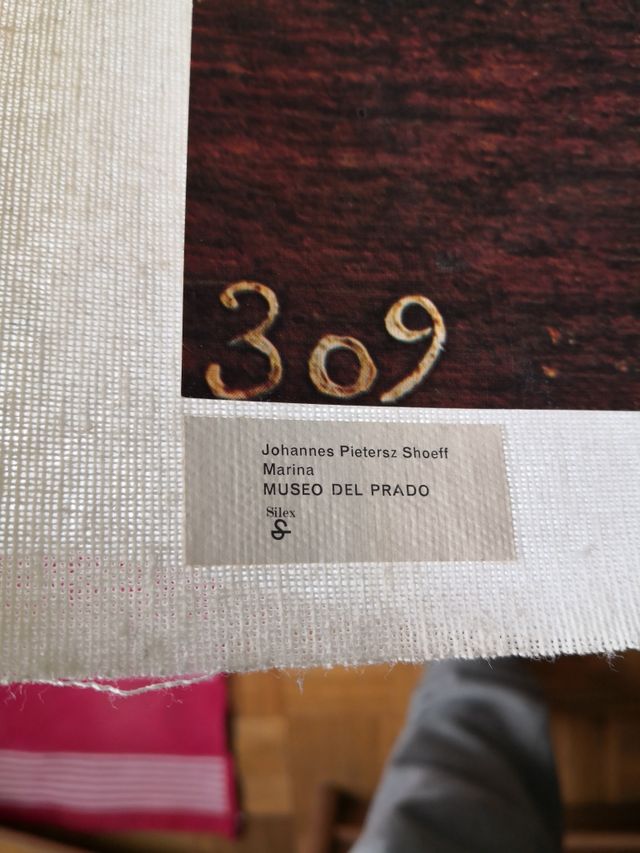 309
Johannes Pietersz Shoeff
Marina
MUSEO DEL PRADO
Silex